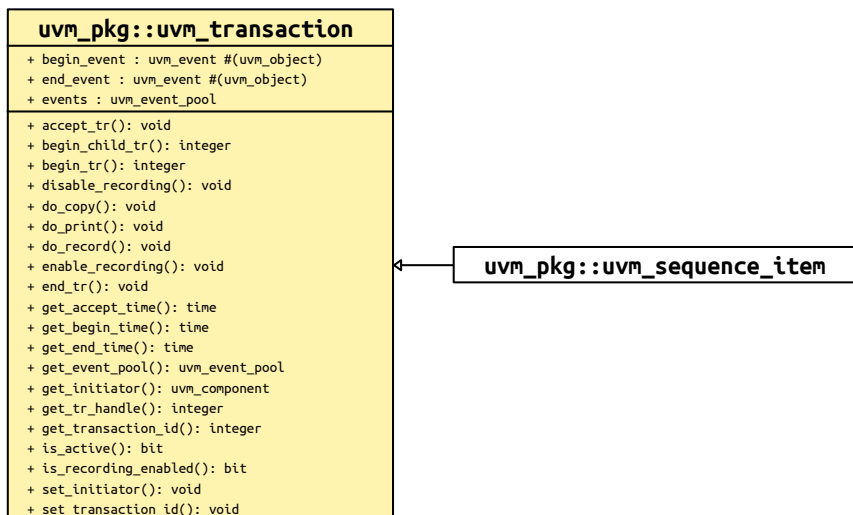 uvm_pkg::uvm_transaction
+ begin_event : uvm_event #(uvm_object)
+ end_event : uvm_event #(uvm_object)
+ events : uvm_event_pool
+ accept_tr(): void
+ begin_child_tr(): integer
+ begin_tr(): integer
+ disable_recording(): void
+ do_copy(): void
+ do_print(): void
+ do_record(): void
+ enable_recording(): void
+ end_tr(): void
+ get_accept_time(): time
+ get_begin_time(): time
+ get_end_time(): time
+ get_event_pool(): uvm_event_pool
+ get_initiator(): uvm_component
+ get_tr_handle(): integer
+ get_transaction_id(): integer
+ is_active(): bit
+ is_recording_enabled(): bit
+ set_initiator(): void
+ set_transaction_id(): void
uvm_pkg::uvm_sequence_item